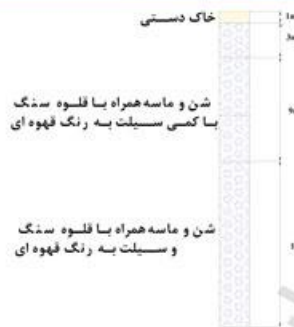 خاک دستی
شن و ماسه همراه با قلوه سنگ
با کمی سیلت به رنگ قهوه ای
شن و ماسه همراه با قلوه سنگ
و سیلت به رنگ قهوه ای